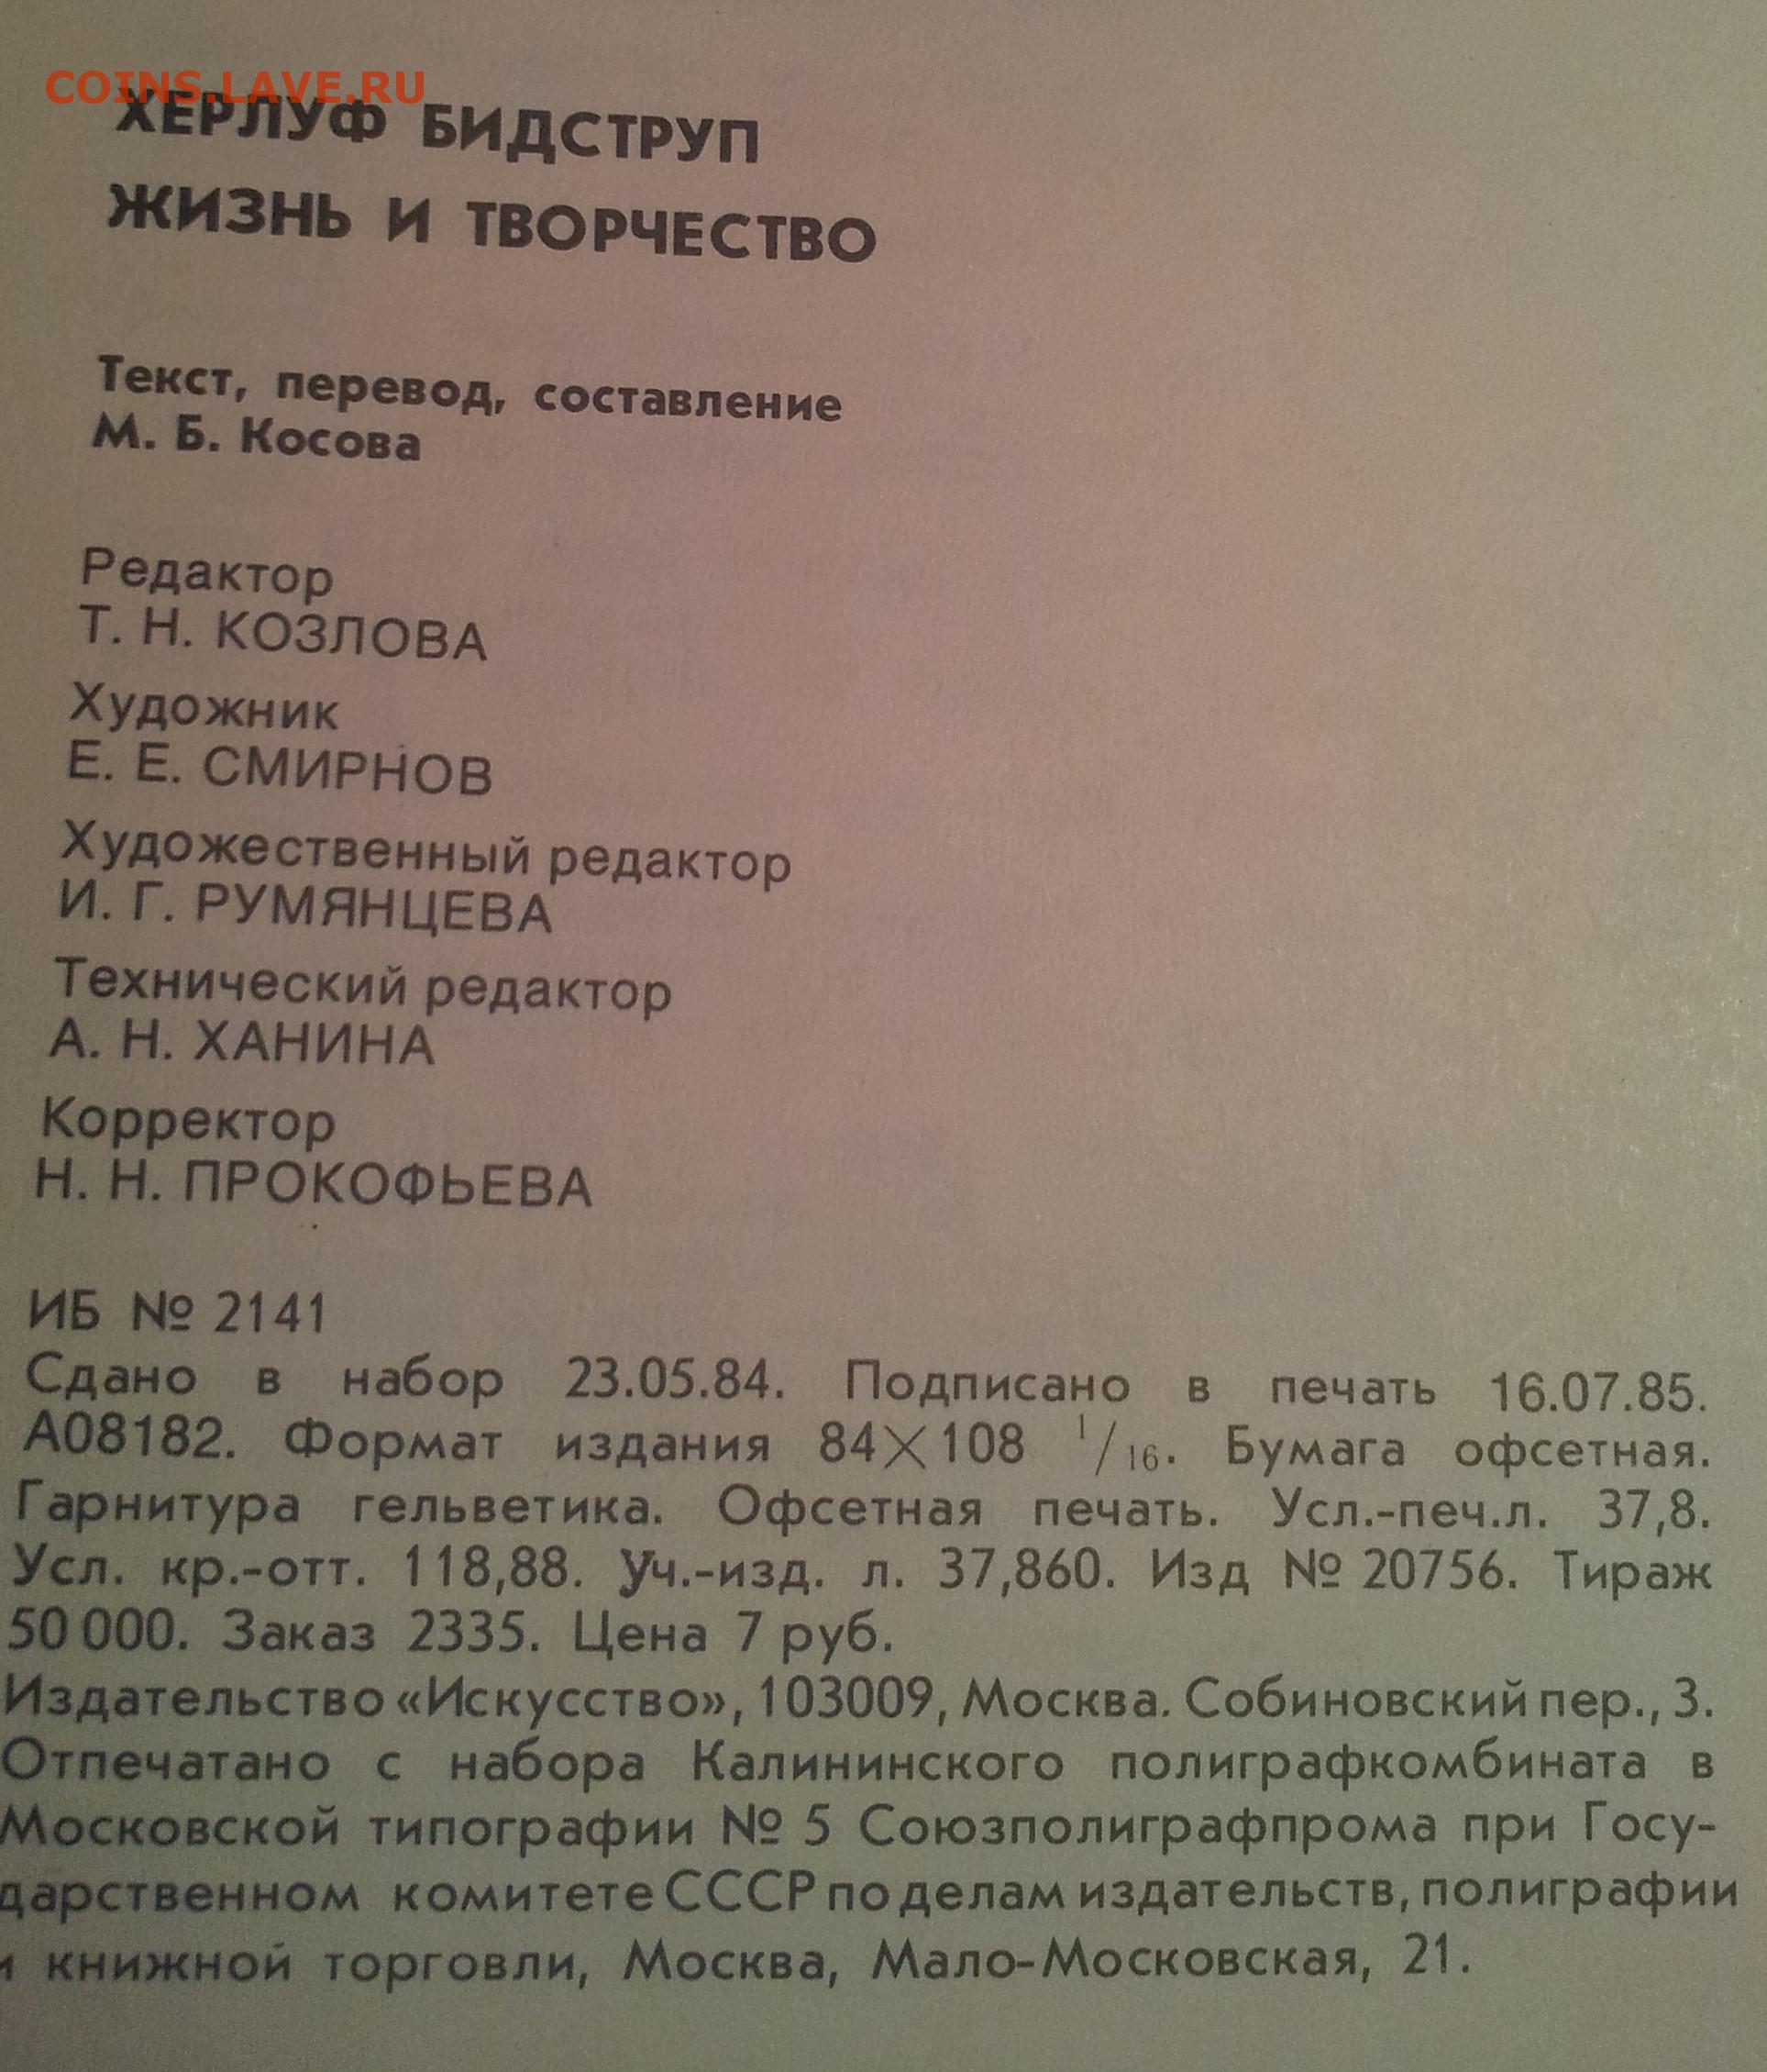 COINS.LAVE.RU
ХЕРЛУФ БИДСТРУП
ЖИЗНЬ И ТВОРЧЕСТВО
Текст, перевод, составление
М. Б. Косова
Редактор
Т. Н. КОЗЛОВА
Художник
Е. Е. СМИРНОВ
Художественный редактор
И. Г. РУМЯНЦЕВА
Технический редактор
А. Н. ХАНИНА
Корректор
Н. Н. ПРОКОФЬЕВА
ИБ № 2141
Сдано в набор 23.05.84. Подписано в печать 16.07.85.
А08182. Формат издания 84×108 1/16. Бумага офсетная.
Гарнитура гельветика. Офсетная печать. Усл.-печ.л. 37,8.
Усл. кр.-отт. 118,88. Уч.-изд. л. 37,860. Изд № 20756. Тираж
50 000. Заказ 2335. Цена 7 руб.
Издательство «Искусство», 103009, Москва. Собиновский пер., 3.
Отпечатано с набора Калининского полиграфкомбината в
Московской типографии № 5 Союзполиграфпрома при Госу-
дарственном комитете СССР по делам издательств, полиграфии
и книжной торговли, Москва, Мало-Московская, 21.